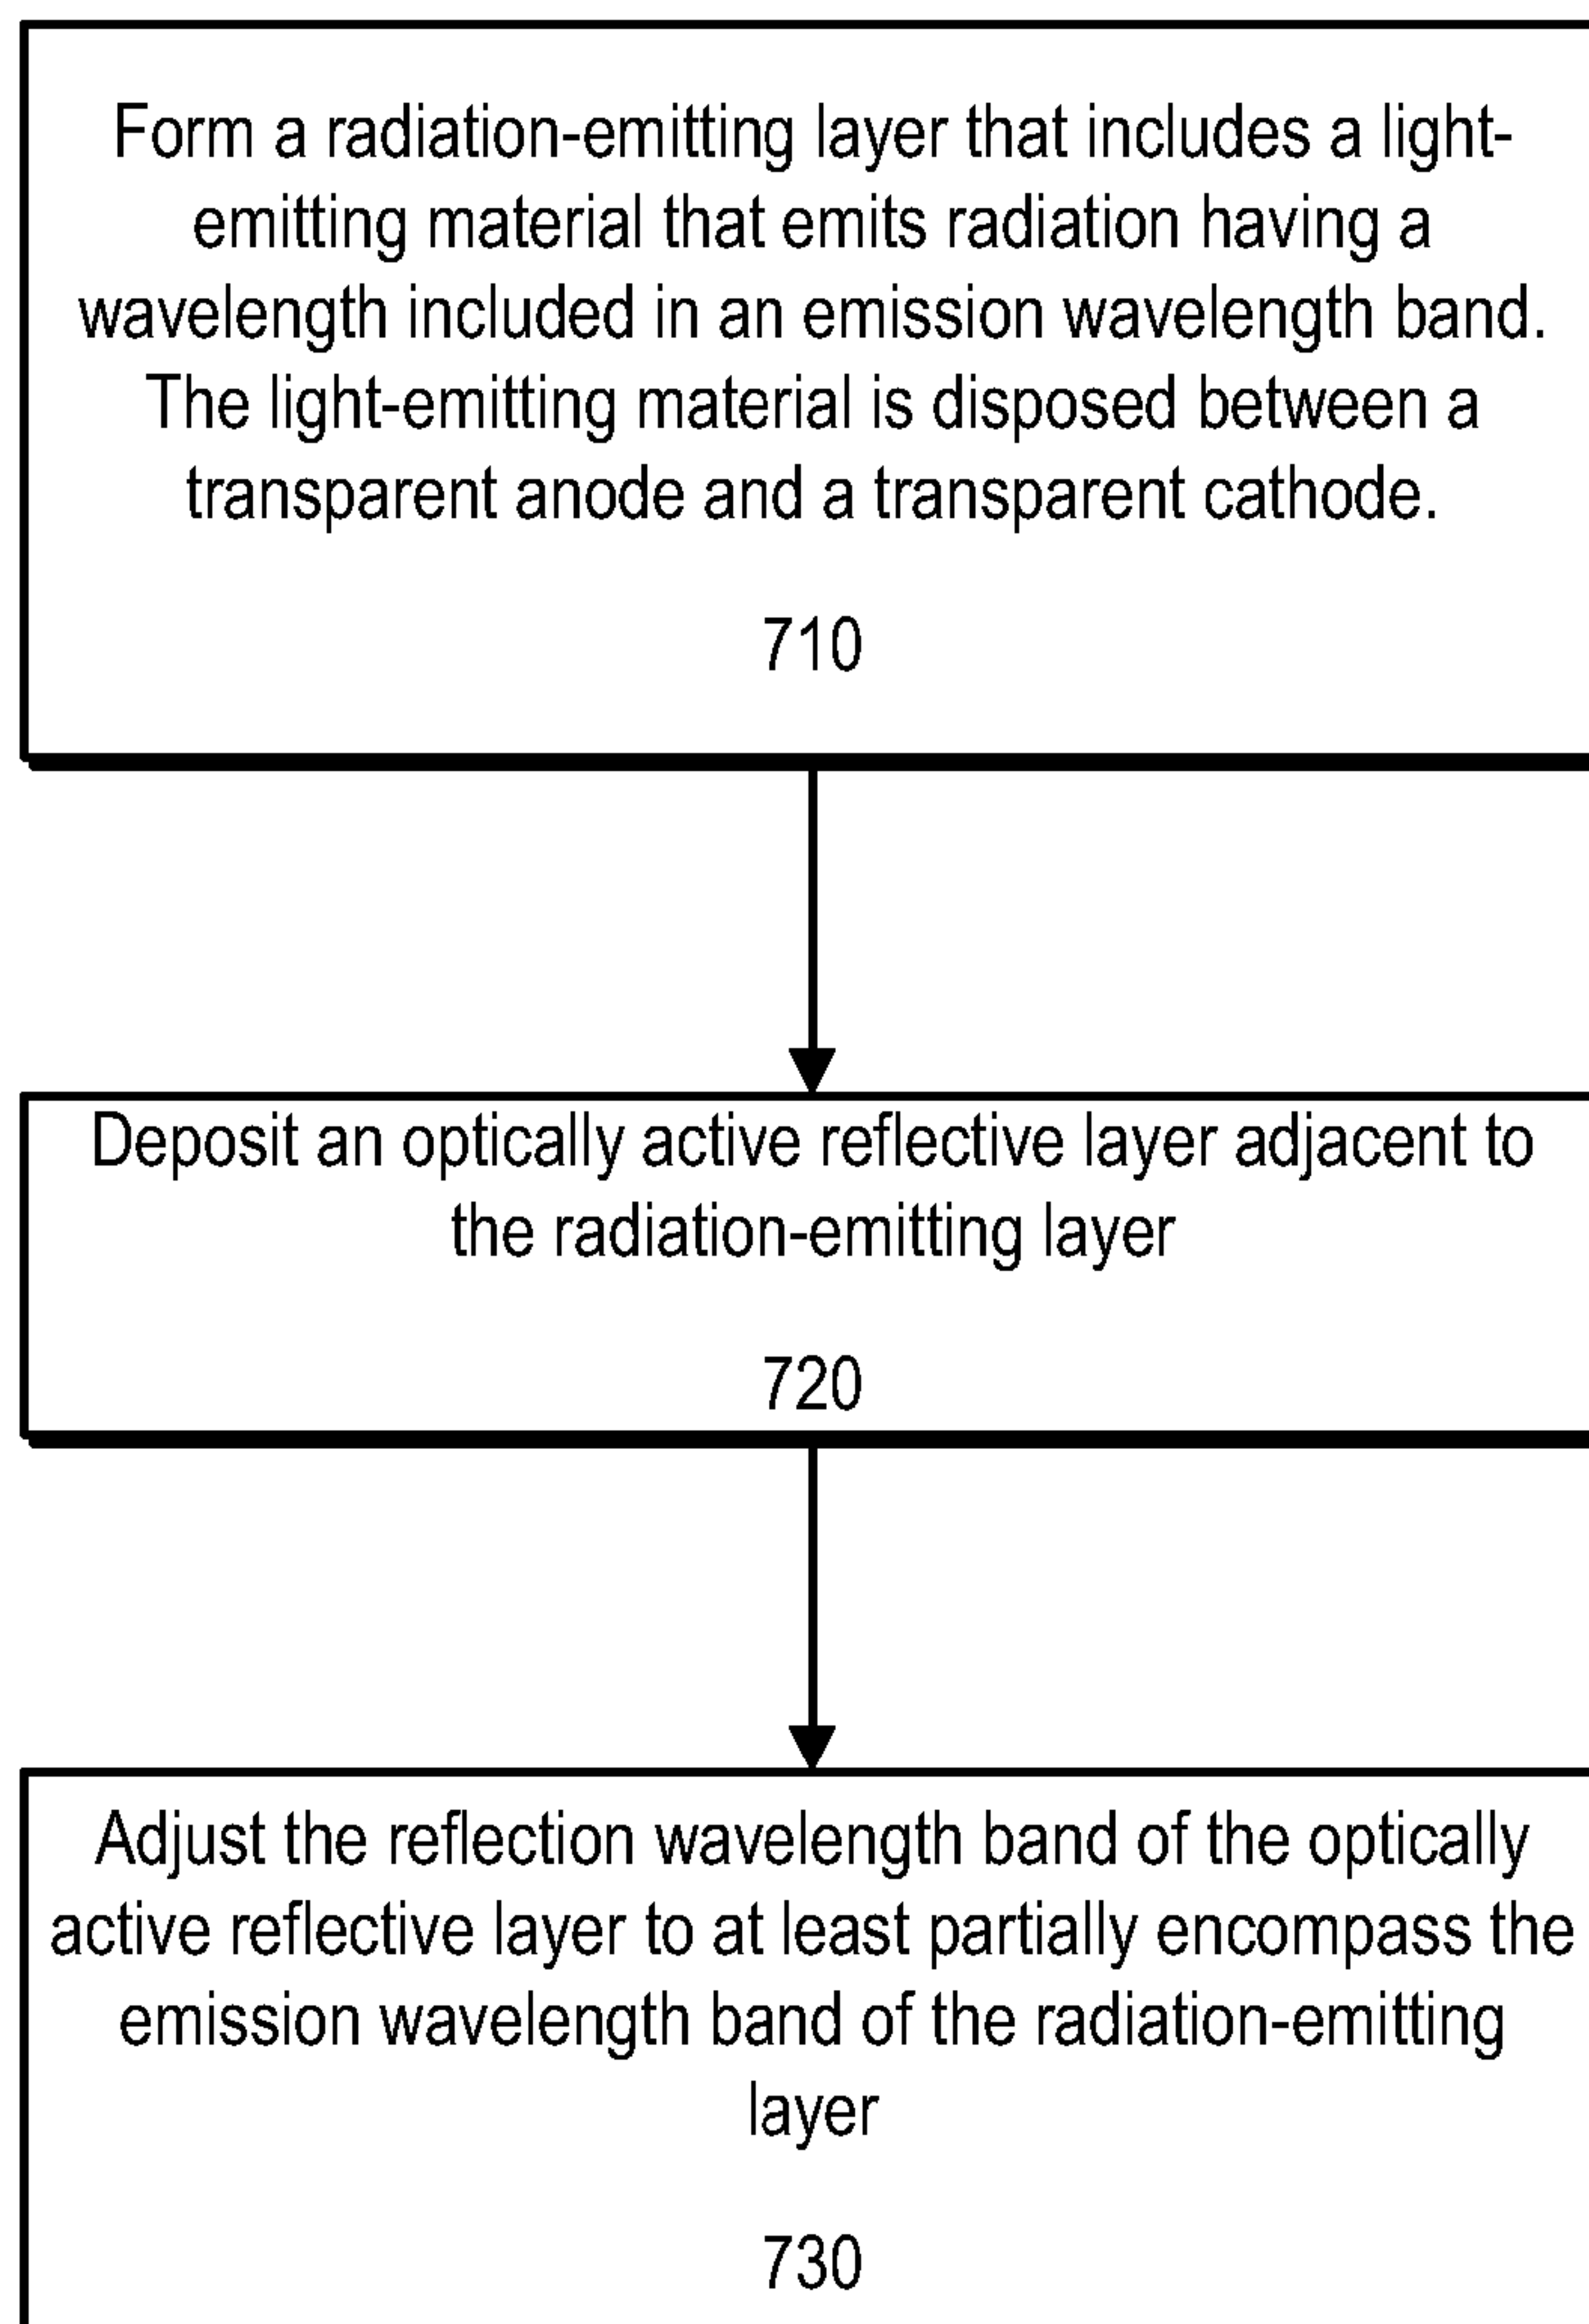 Form a radiation-emitting layer that includes a light-
emitting material that emits radiation having a
wavelength included in an emission wavelength band.
The light-emitting material is disposed between a
transparent anode and a transparent cathode.
710
Deposit an optically active reflective layer adjacent to
the radiation-emitting layer
720
Adjust the reflection wavelength band of the optically
active reflective layer to at least partially encompass the
emission wavelength band of the radiation-emitting
layer
730